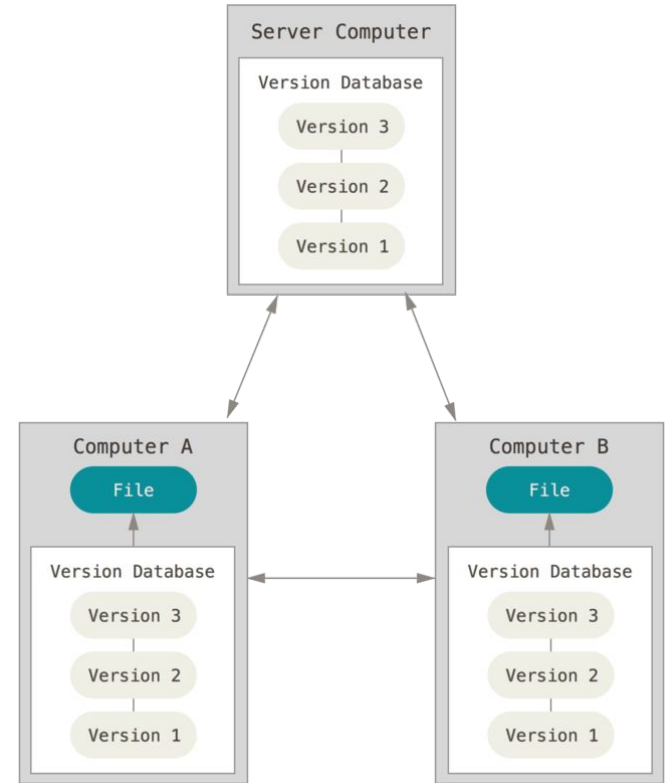 Server Computer
Version Database
Version 3
Version 2
Version 1
Computer A
File
Version Database
Version 3
Version 2
Version 1
Computer B
File
Version Database
Version 3
Version 2
Version 1